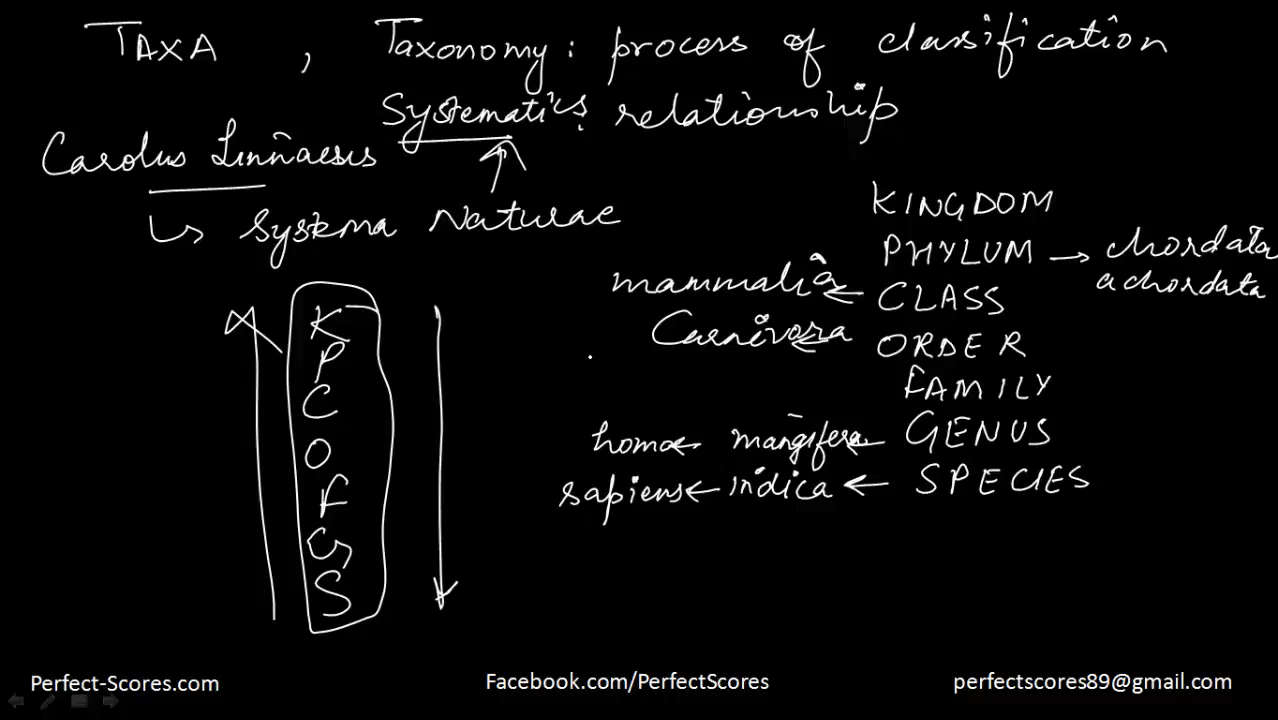 TAXA , Taxonomy: process of classification
Systematics: relationship
Carolus Linnaeus
↳ Systema Naturae
KINGDOM
PHYLUM → chordata
achordata
mammalia ← CLASS
Carnivora ← ORDER
FAMILY
homo ← mangifera ← GENUS
sapiens ← indica ← SPECIES
K
P
C
O
F
G
S
Perfect-Scores.com Facebook.com/PerfectScores perfectscores89@gmail.com